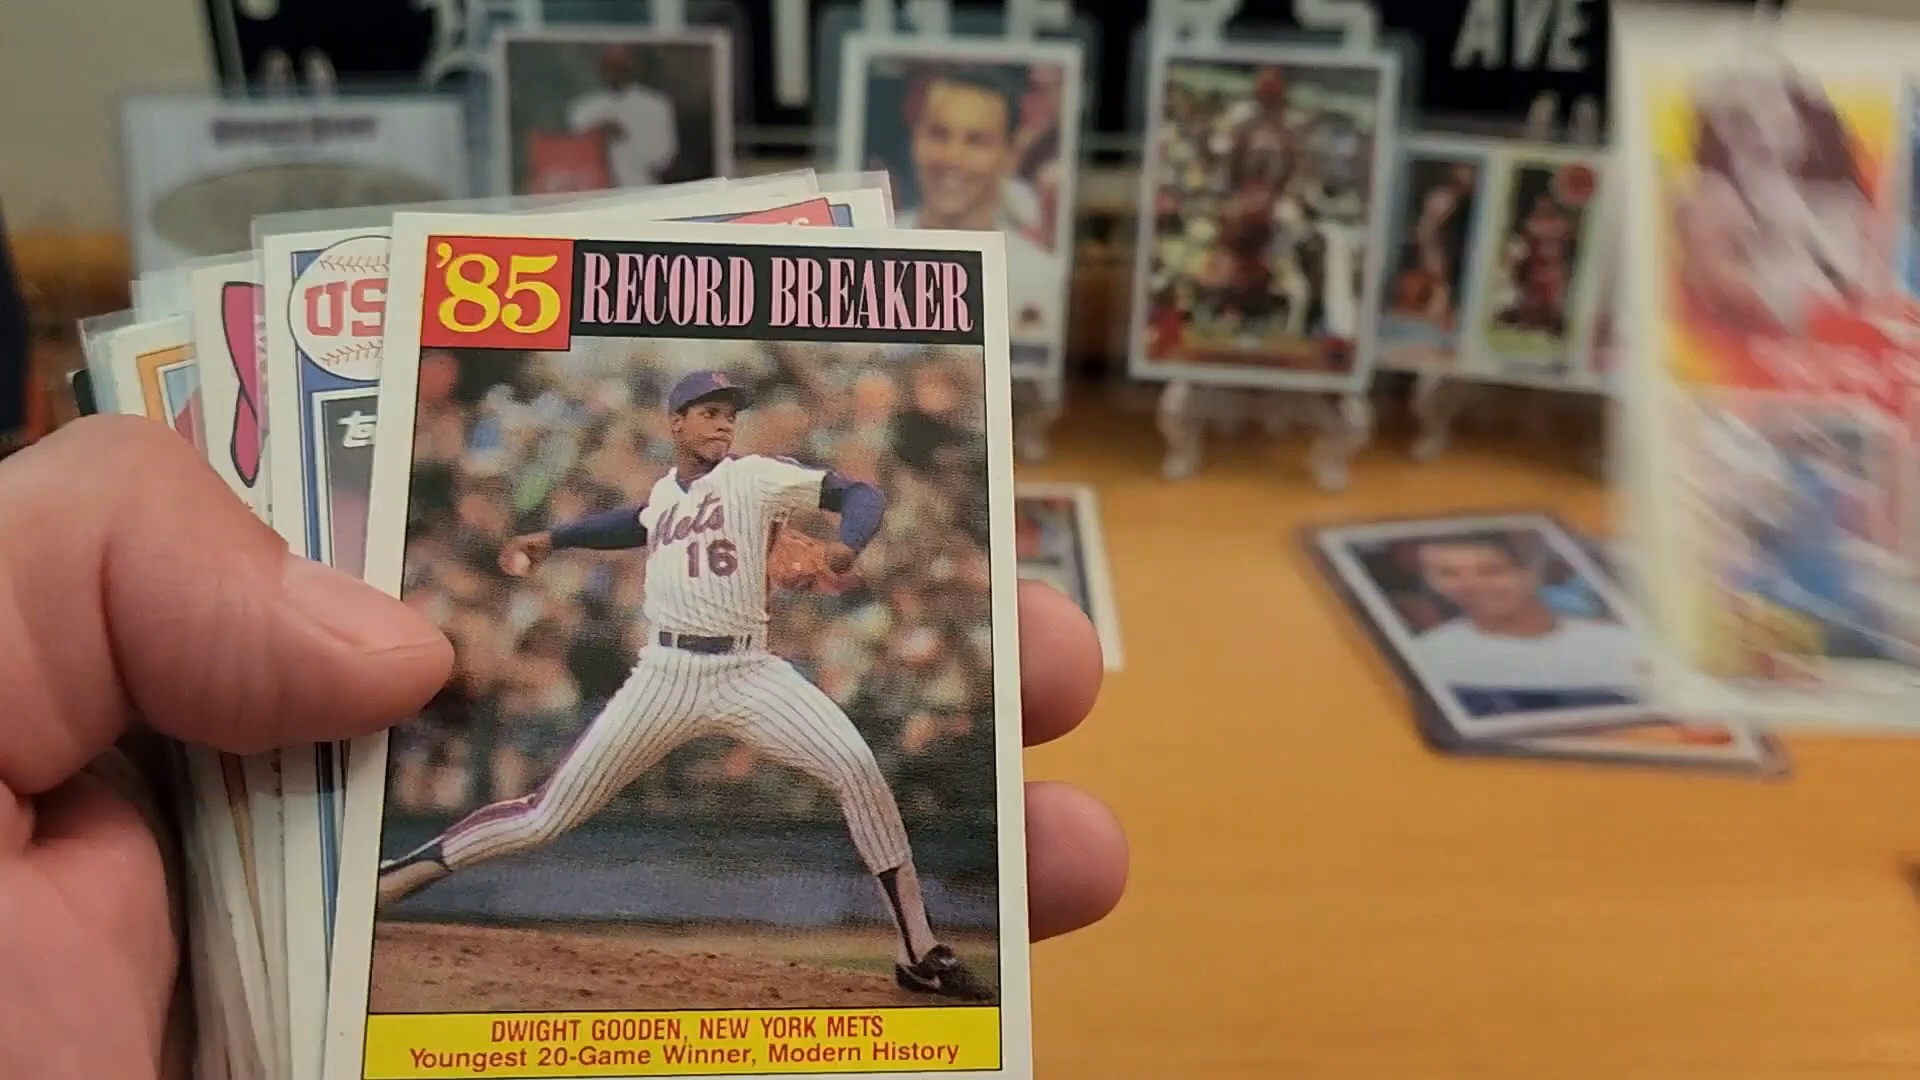 AVE
'85 RECORD BREAKER
US
Mets
16
DWIGHT GOODEN, NEW YORK METS
Youngest 20-Game Winner, Modern History